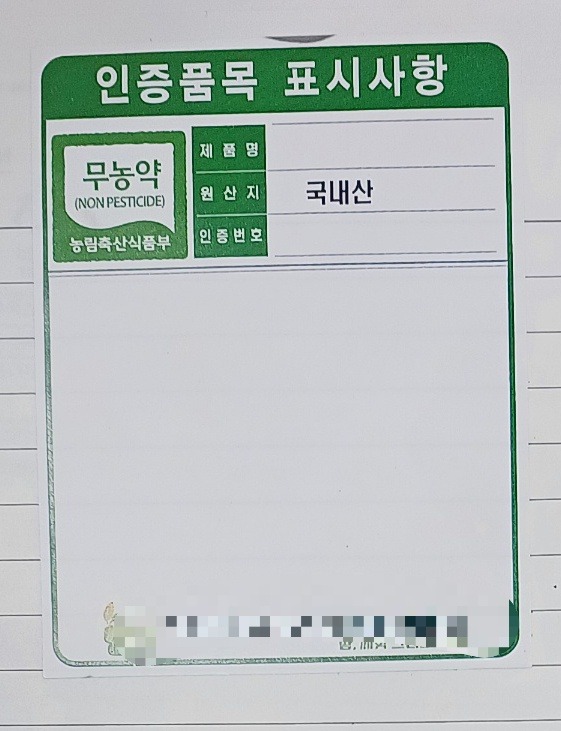 인증품목 표시사항
무농약
(NON PESTICIDE)
농림축산식품부
제품명
원산지 국내산
인증번호